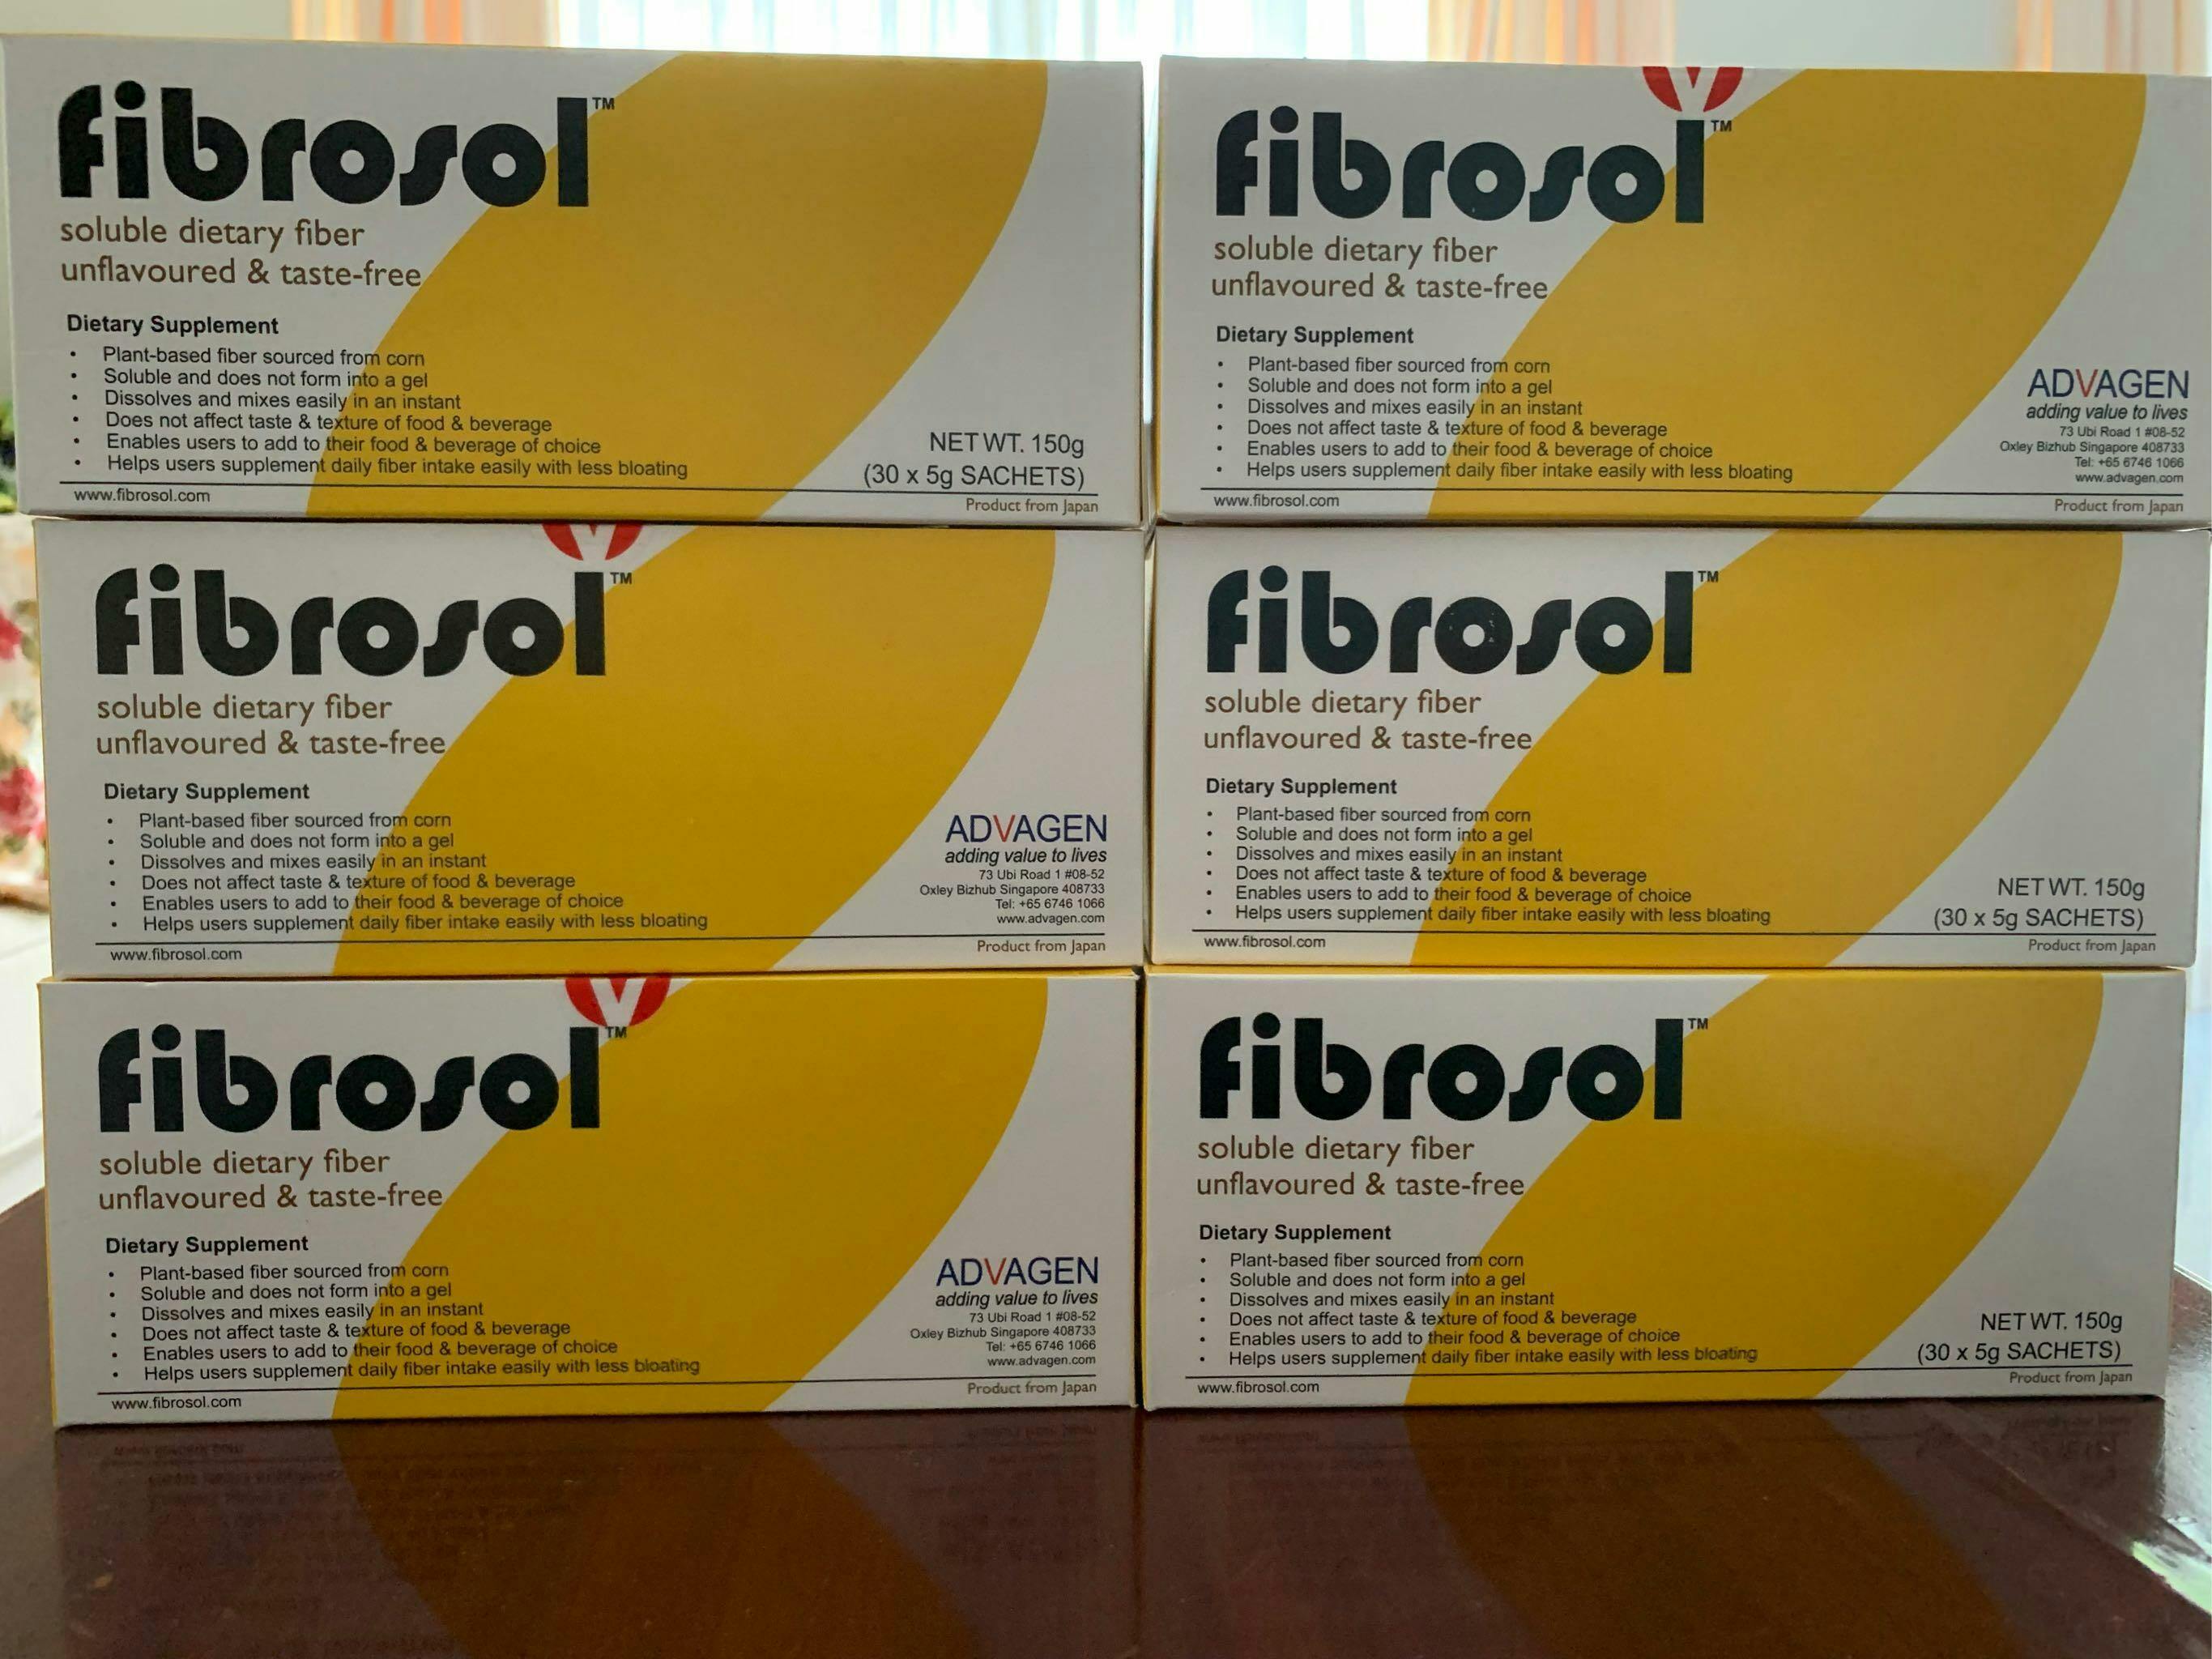 fibrosol™
soluble dietary fiber
unflavoured & taste-free
Dietary Supplement
• Plant-based fiber sourced from corn
• Soluble and does not form into a gel
• Dissolves and mixes easily in an instant
• Does not affect taste & texture of food & beverage
• Enables users to add to their food & beverage of choice
• Helps users supplement daily fiber intake easily with less bloating
www.fibrosol.com
NET WT. 150g
(30 x 5g SACHETS)
Product from Japan
fibrosol™
soluble dietary fiber
unflavoured & taste-free
Dietary Supplement
• Plant-based fiber sourced from corn
• Soluble and does not form into a gel
• Dissolves and mixes easily in an instant
• Does not affect taste & texture of food & beverage
• Enables users to add to their food & beverage of choice
• Helps users supplement daily fiber intake easily with less bloating
www.fibrosol.com
ADVAGEN
adding value to lives
73 Ubi Road 1 #08-52
Oxley Bizhub Singapore 408733
Tel: +65 6746 1066
www.advagen.com
Product from Japan
fibrosol™
soluble dietary fiber
unflavoured & taste-free
Dietary Supplement
• Plant-based fiber sourced from corn
• Soluble and does not form into a gel
• Dissolves and mixes easily in an instant
• Does not affect taste & texture of food & beverage
• Enables users to add to their food & beverage of choice
• Helps users supplement daily fiber intake easily with less bloating
www.fibrosol.com
ADVAGEN
adding value to lives
73 Ubi Road 1 #08-52
Oxley Bizhub Singapore 408733
Tel: +65 6746 1066
www.advagen.com
Product from Japan
fibrosol™
soluble dietary fiber
unflavoured & taste-free
Dietary Supplement
• Plant-based fiber sourced from corn
• Soluble and does not form into a gel
• Dissolves and mixes easily in an instant
• Does not affect taste & texture of food & beverage
• Enables users to add to their food & beverage of choice
• Helps users supplement daily fiber intake easily with less bloating
www.fibrosol.com
NET WT. 150g
(30 x 5g SACHETS)
Product from Japan
fibrosol™
soluble dietary fiber
unflavoured & taste-free
Dietary Supplement
• Plant-based fiber sourced from corn
• Soluble and does not form into a gel
• Dissolves and mixes easily in an instant
• Does not affect taste & texture of food & beverage
• Enables users to add to their food & beverage of choice
• Helps users supplement daily fiber intake easily with less bloating
www.fibrosol.com
ADVAGEN
adding value to lives
73 Ubi Road 1 #08-52
Oxley Bizhub Singapore 408733
Tel: +65 6746 1066
www.advagen.com
Product from Japan
fibrosol™
soluble dietary fiber
unflavoured & taste-free
Dietary Supplement
• Plant-based fiber sourced from corn
• Soluble and does not form into a gel
• Dissolves and mixes easily in an instant
• Does not affect taste & texture of food & beverage
• Enables users to add to their food & beverage of choice
• Helps users supplement daily fiber intake easily with less bloating
www.fibrosol.com
NET WT. 150g
(30 x 5g SACHETS)
Product from Japan